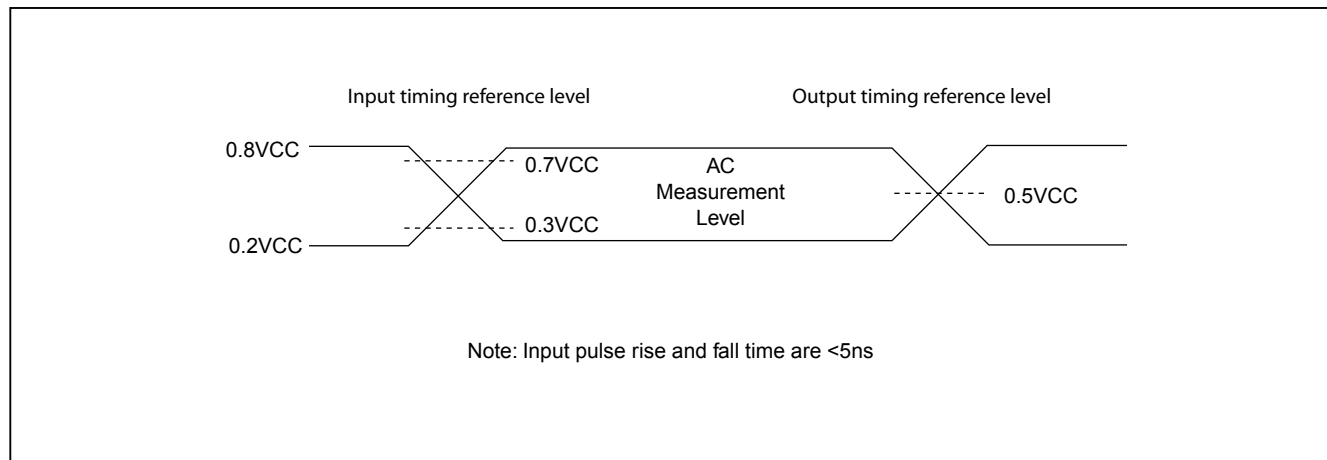 Input timing reference level
Output timing reference level
0.8VCC
0.7VCC
AC
Measurement
Level
0.5VCC
0.3VCC
0.2VCC
Note: Input pulse rise and fall time are <5ns